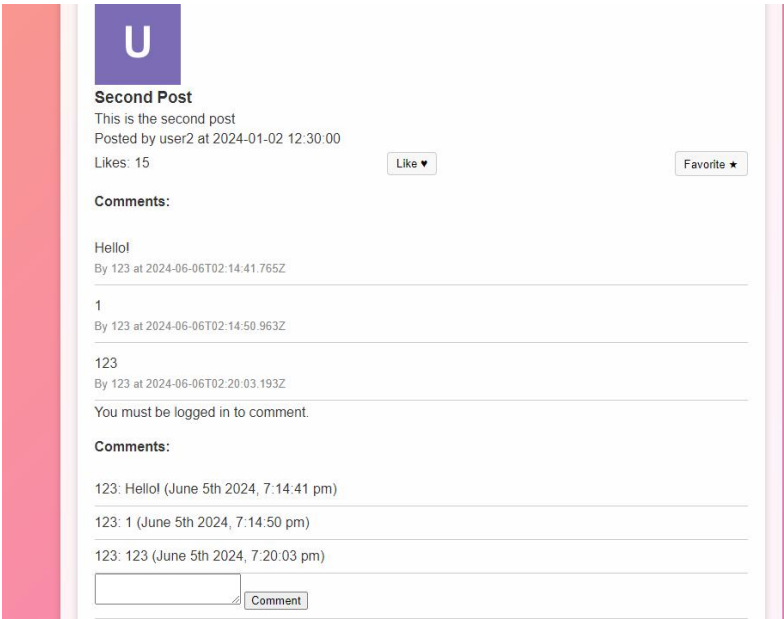 U
Second Post
This is the second post
Posted by user2 at 2024-01-02 12:30:00
Likes: 15 Like ♥ Favorite ★
Comments:
Hello!
By 123 at 2024-06-06T02:14:41.765Z
1
By 123 at 2024-06-06T02:14:50.963Z
123
By 123 at 2024-06-06T02:20:03.193Z
You must be logged in to comment.
Comments:
123: Hello! (June 5th 2024, 7:14:41 pm)
123: 1 (June 5th 2024, 7:14:50 pm)
123: 123 (June 5th 2024, 7:20:03 pm)
Comment